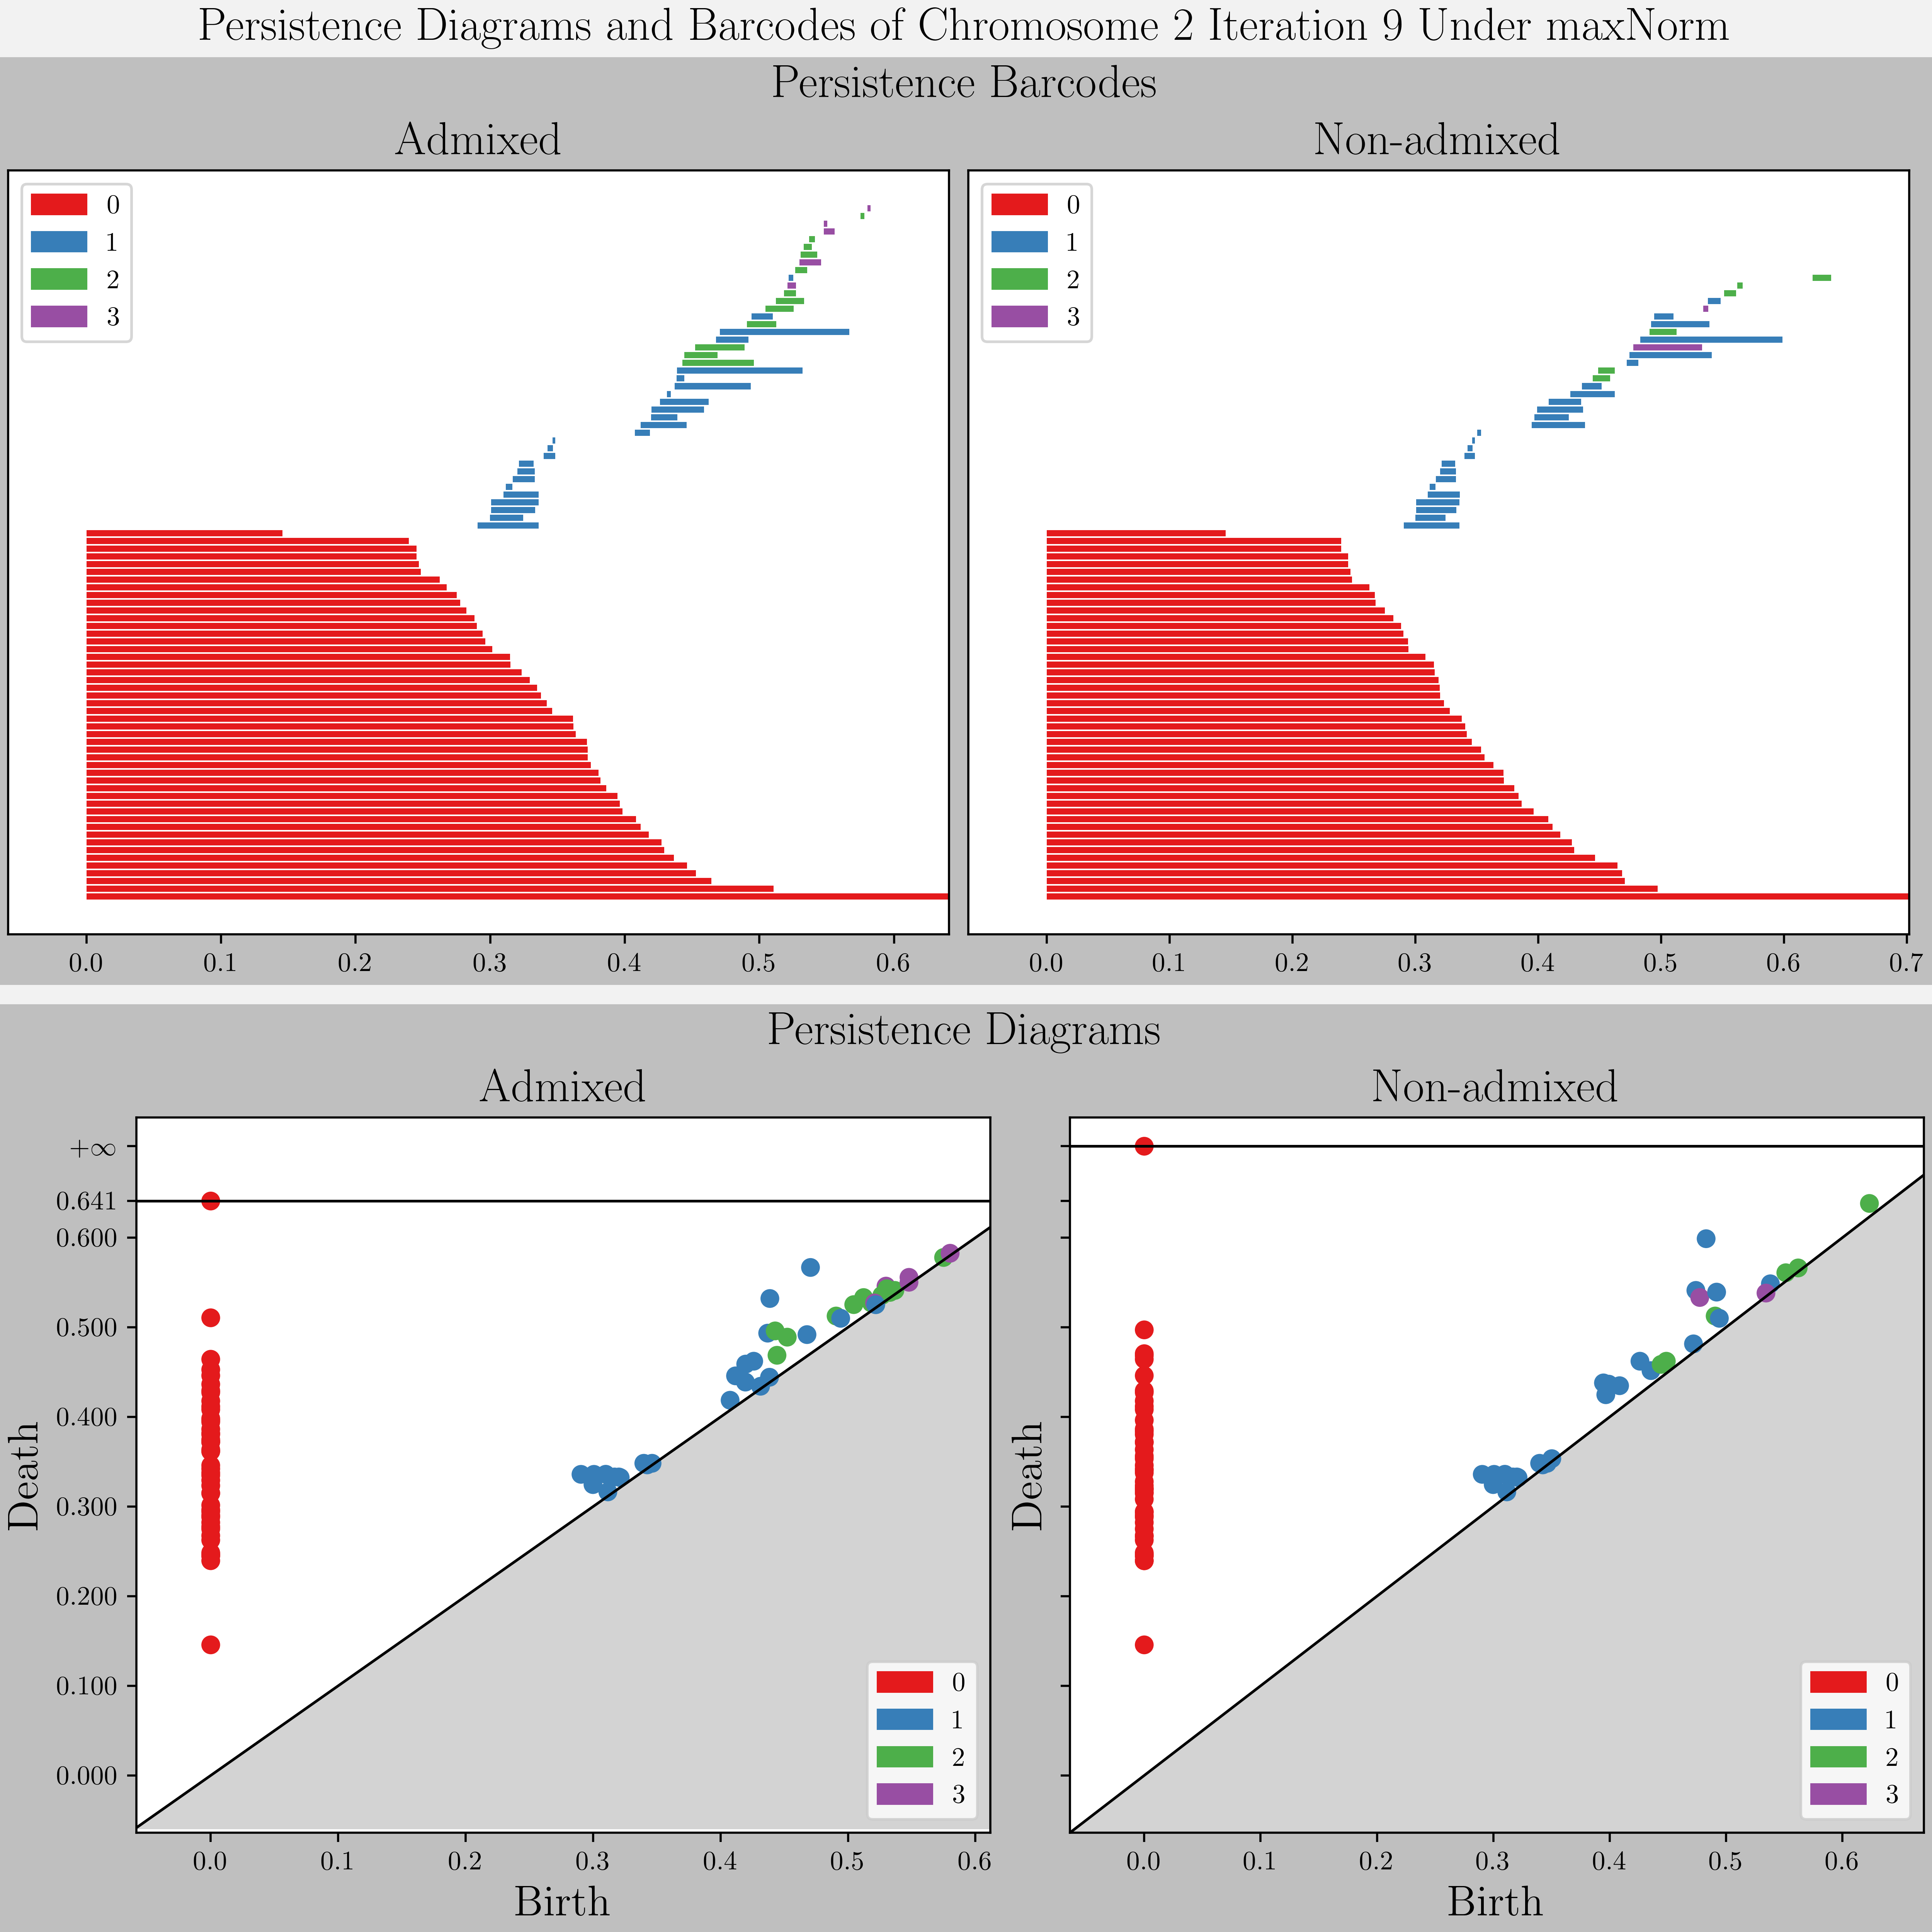 Persistence Diagrams and Barcodes of Chromosome 2 Iteration 9 Under maxNorm
Persistence Barcodes
Admixed
0
1
2
3
0.0 0.1 0.2 0.3 0.4 0.5 0.6
Non-admixed
0
1
2
3
0.0 0.1 0.2 0.3 0.4 0.5 0.6 0.7
Persistence Diagrams
Admixed
Death
+∞
0.641
0.600
0.500
0.400
0.300
0.200
0.100
0.000
0
1
2
3
0.0 0.1 0.2 0.3 0.4 0.5 0.6
Birth
Non-admixed
Death
0
1
2
3
0.0 0.1 0.2 0.3 0.4 0.5 0.6
Birth